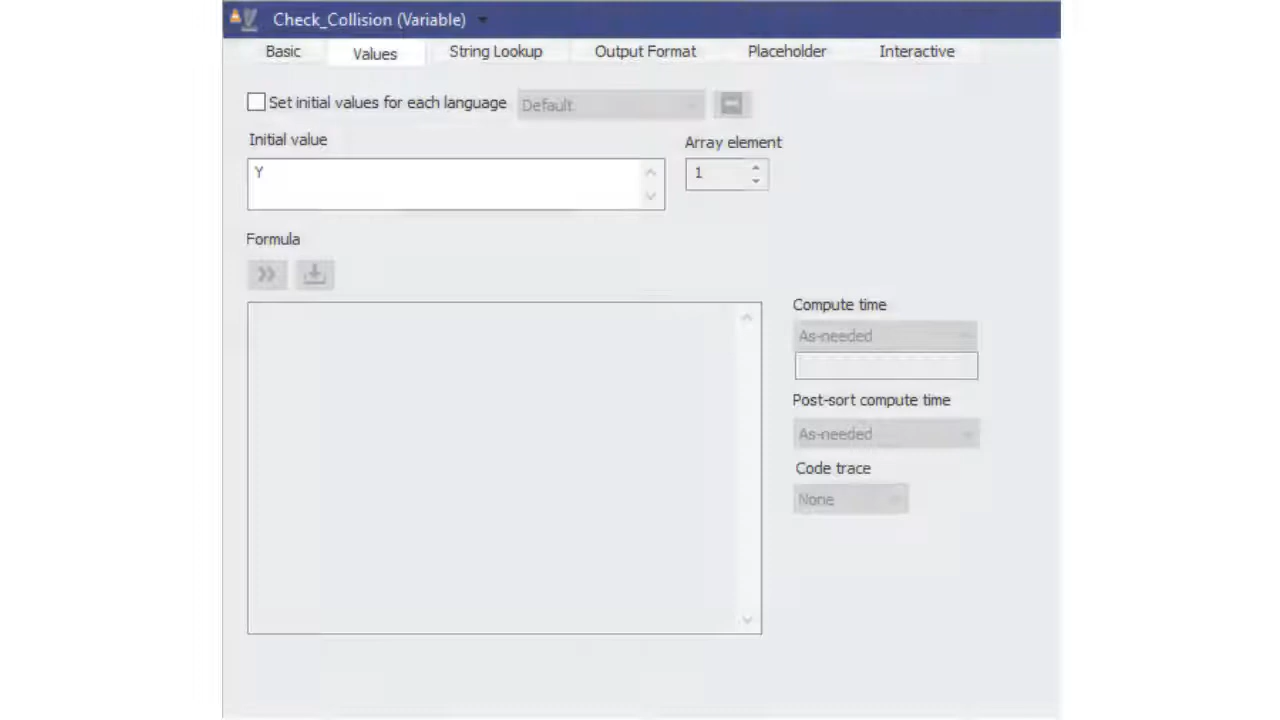 Check_Collision (Variable)
Basic Values String Lookup Output Format Placeholder Interactive
Set initial values for each language Default
Initial value Array element
Y 1
Formula
Compute time
As-needed
Post-sort compute time
As-needed
Code trace
None